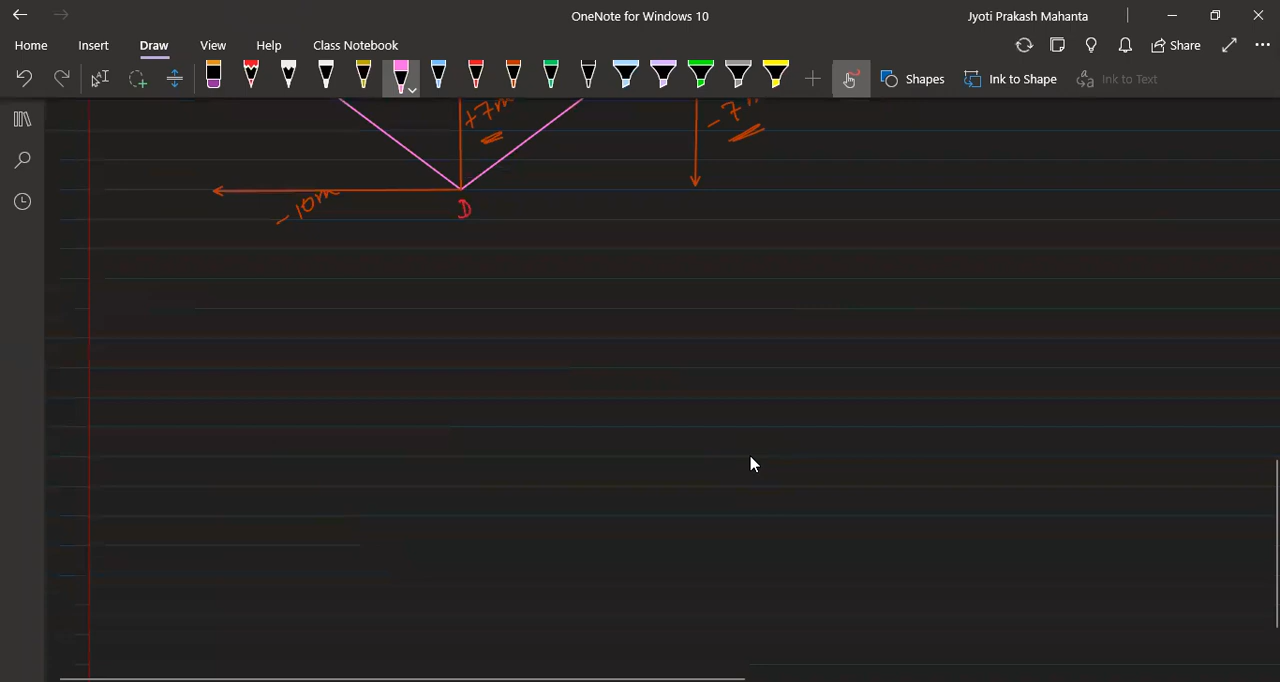 OneNote for Windows 10
Jyoti Prakash Mahanta
Home Insert Draw View Help Class Notebook
Share
Shapes Ink to Shape Ink to Text
+7m
-7
-10m
D